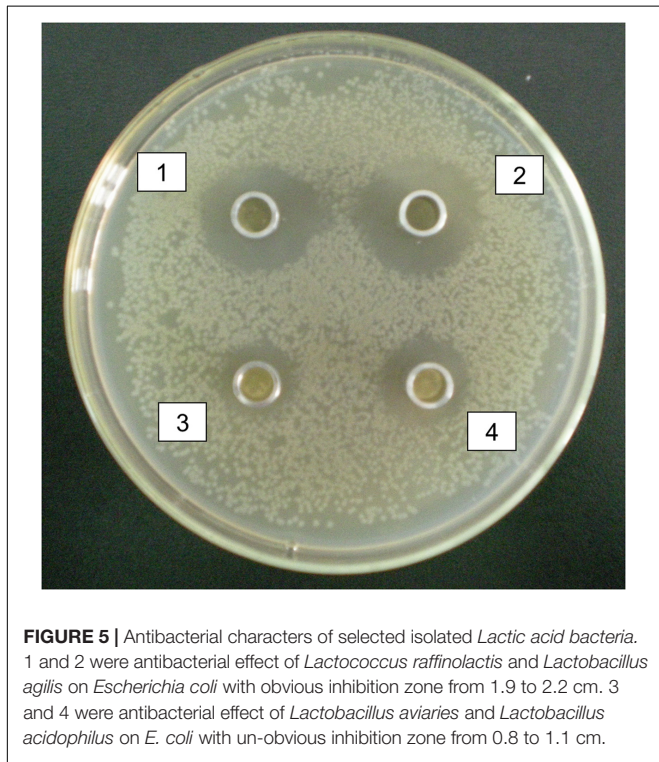 1
2
3
4
FIGURE 5 | Antibacterial characters of selected isolated Lactic acid bacteria.
1 and 2 were antibacterial effect of Lactococcus raffinolactis and Lactobacillus
agilis on Escherichia coli with obvious inhibition zone from 1.9 to 2.2 cm. 3
and 4 were antibacterial effect of Lactobacillus aviaries and Lactobacillus
acidophilus on E. coli with un-obvious inhibition zone from 0.8 to 1.1 cm.